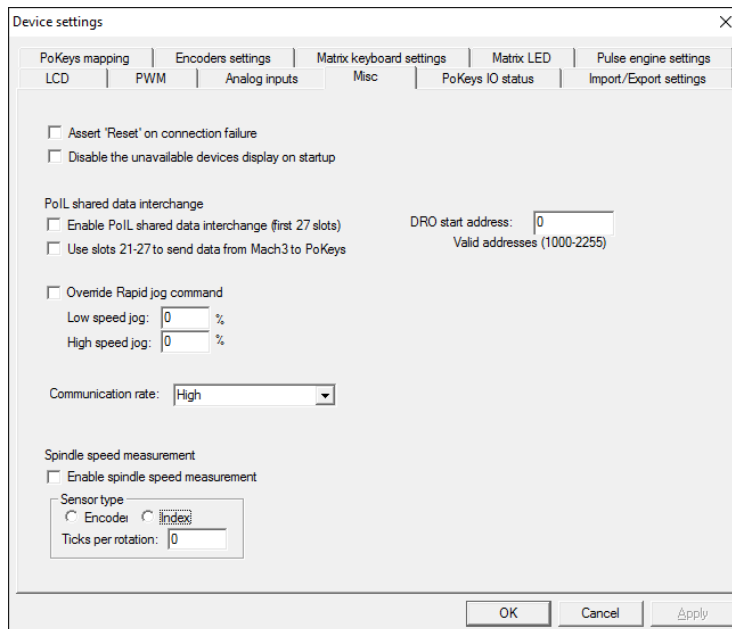 Device settings
PoKeys mapping Encoders settings Matrix keyboard settings Matrix LED Pulse engine settings
LCD PWM Analog inputs Misc PoKeys IO status Import/Export settings
Assert 'Reset' on connection failure
Disable the unavailable devices display on startup
PoIL shared data interchange
Enable PoIL shared data interchange (first 27 slots) DRO start address: 0
Use slots 21-27 to send data from Mach3 to PoKeys Valid addresses (1000-2255)
Override Rapid jog command
Low speed jog: 0 %
High speed jog: 0 %
Communication rate: High
Spindle speed measurement
Enable spindle speed measurement
Sensor type
Encoder Index
Ticks per rotation: 0
OK Cancel Apply